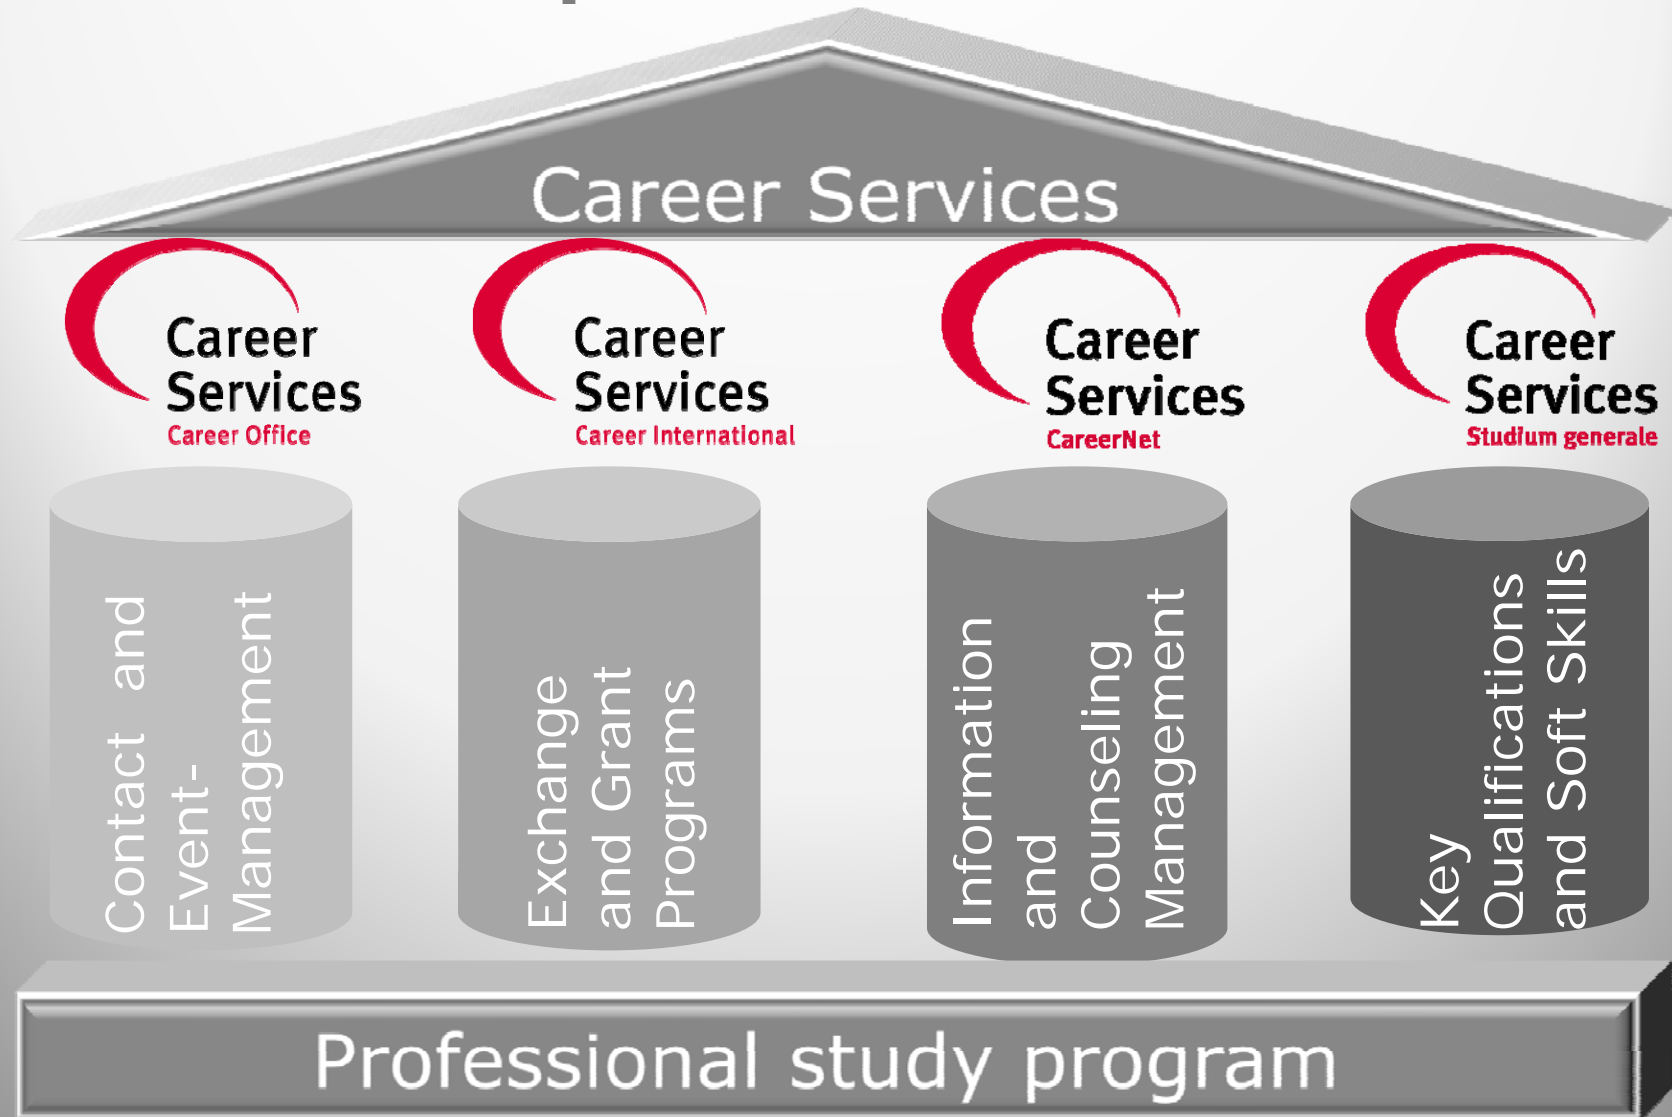 Career Services
Career
Services
Career Office
Career
Services
Career International
Career
Services
CareerNet
Career
Services
Studium generale
Contact and
Event-
Management
Exchange
and Grant
Programs
Information
and
Counseling
Management
Key
Qualifications
and Soft Skills
Professional study program